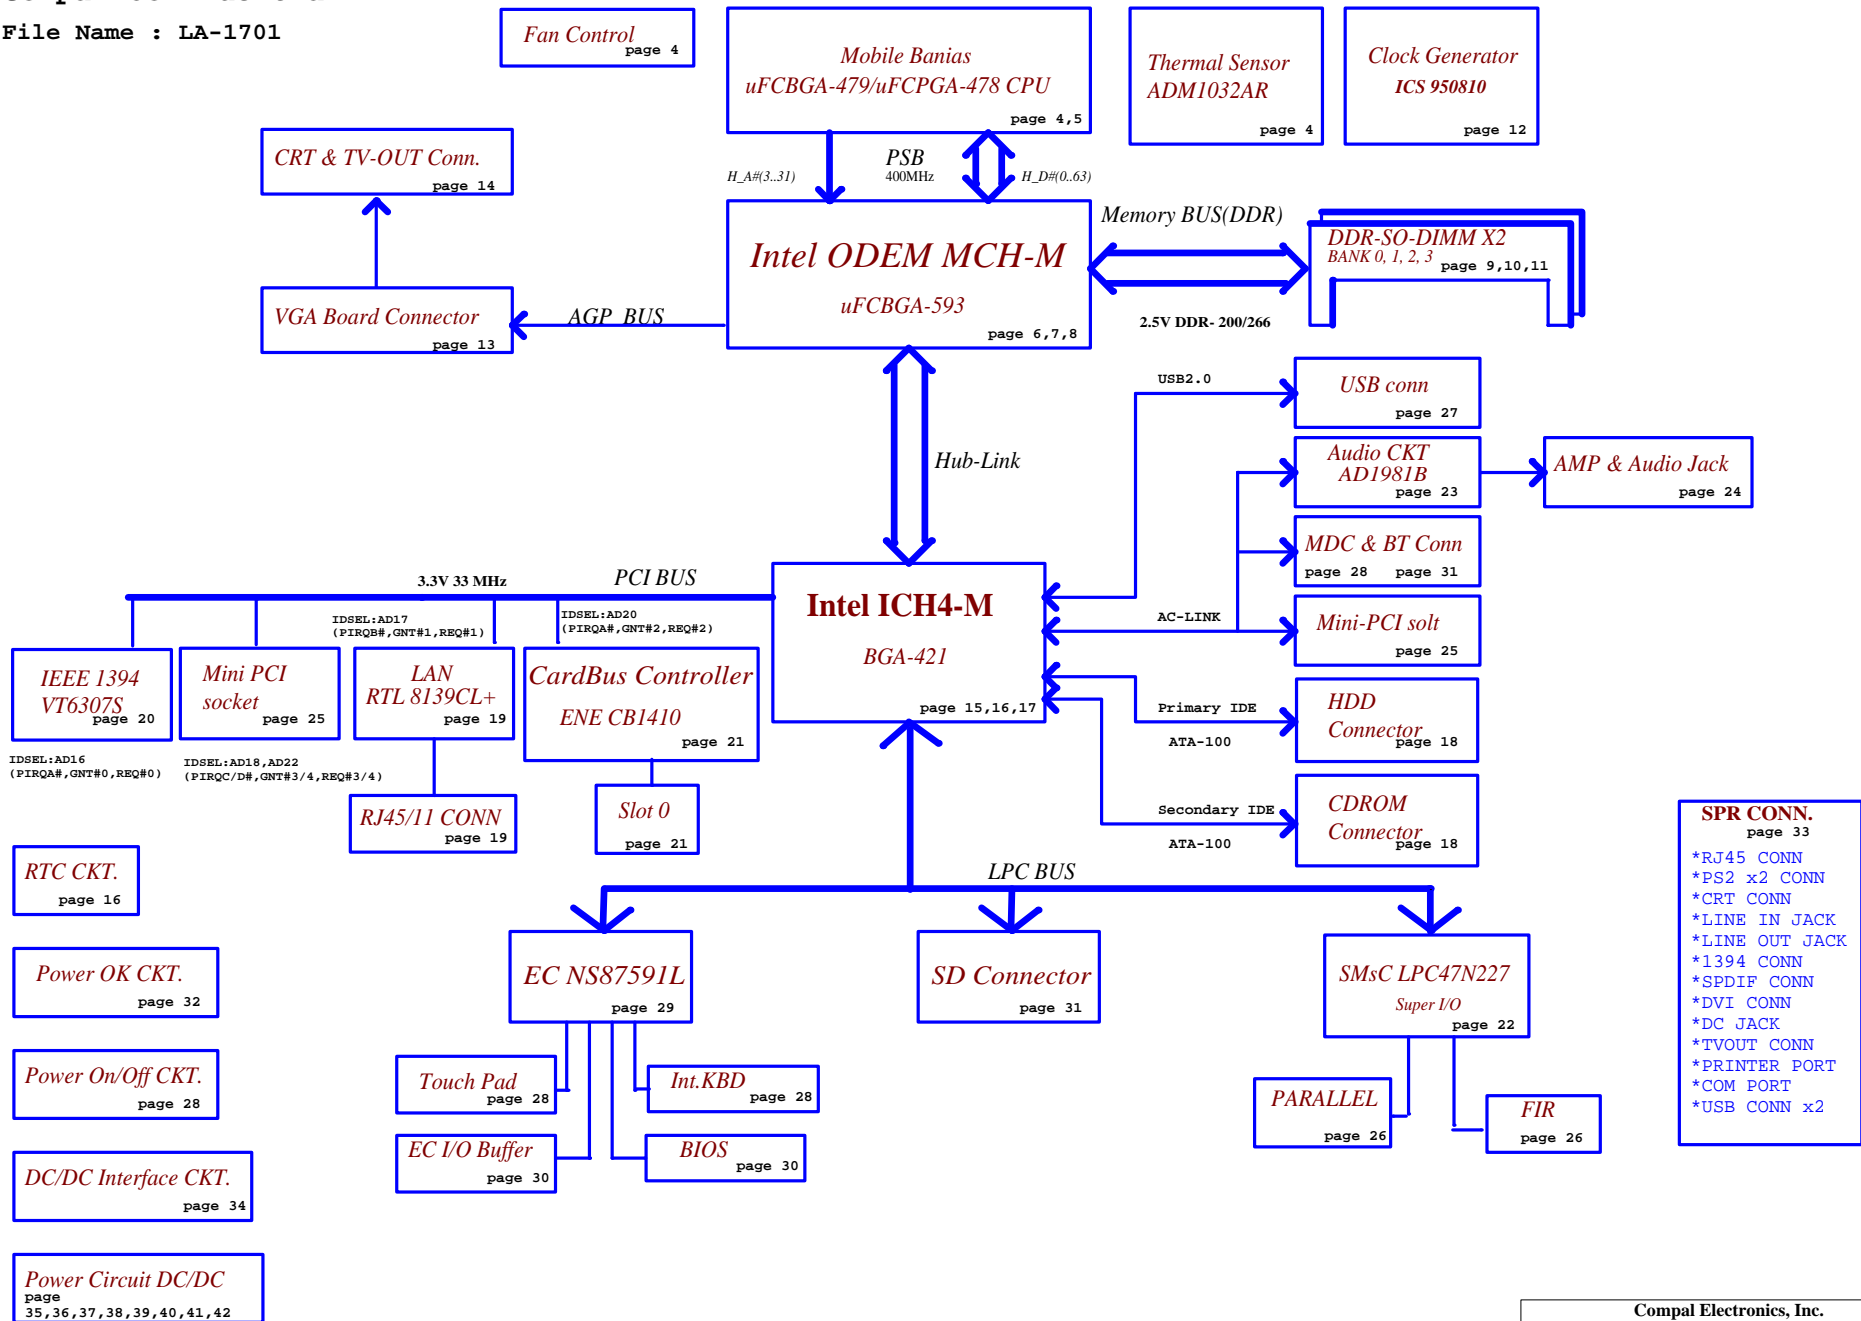 File Name : LA-1701
Fan Control
page 4
Mobile Banias
uFCBGA-479/uFCPGA-478 CPU
page 4,5
Thermal Sensor
ADM1032AR
page 4
Clock Generator
ICS 950810
page 12
CRT & TV-OUT Conn.
page 14
H_A#(3..31)
PSB
400MHz
H_D#(0..63)
Memory BUS(DDR)
Intel ODEM MCH-M
uFCBGA-593
page 6,7,8
DDR-SO-DIMM X2
BANK 0, 1, 2, 3
page 9,10,11
2.5V DDR- 200/266
VGA Board Connector
page 13
AGP BUS
USB2.0
USB conn
page 27
Hub-Link
Audio CKT
AD1981B
page 23
AMP & Audio Jack
page 24
MDC & BT Conn
page 28 page 31
AC-LINK
Mini-PCI solt
page 25
3.3V 33 MHz
PCI BUS
Intel ICH4-M
BGA-421
page 15,16,17
IDSEL:AD17
(PIRQB#,GNT#1,REQ#1)
IDSEL:AD20
(PIRQA#,GNT#2,REQ#2)
IEEE 1394
VT6307S
page 20
Mini PCI
socket
page 25
LAN
RTL 8139CL+
page 19
CardBus Controller
ENE CB1410
page 21
IDSEL:AD16
(PIRQA#,GNT#0,REQ#0)
IDSEL:AD18,AD22
(PIRQC/D#,GNT#3/4,REQ#3/4)
Primary IDE
ATA-100
HDD
Connector
page 18
RJ45/11 CONN
page 19
Slot 0
page 21
Secondary IDE
ATA-100
CDROM
Connector
page 18
RTC CKT.
page 16
LPC BUS
Power OK CKT.
page 32
EC NS87591L
page 29
SD Connector
page 31
SMsC LPC47N227
Super I/O
page 22
SPR CONN.
page 33
*RJ45 CONN
*PS2 x2 CONN
*CRT CONN
*LINE IN JACK
*LINE OUT JACK
*1394 CONN
*SPDIF CONN
*DVI CONN
*DC JACK
*TVOUT CONN
*PRINTER PORT
*COM PORT
*USB CONN x2
Power On/Off CKT.
page 28
Touch Pad
page 28
Int.KBD
page 28
PARALLEL
page 26
FIR
page 26
EC I/O Buffer
page 30
BIOS
page 30
DC/DC Interface CKT.
page 34
Power Circuit DC/DC
page
35,36,37,38,39,40,41,42
Compal Electronics, Inc.